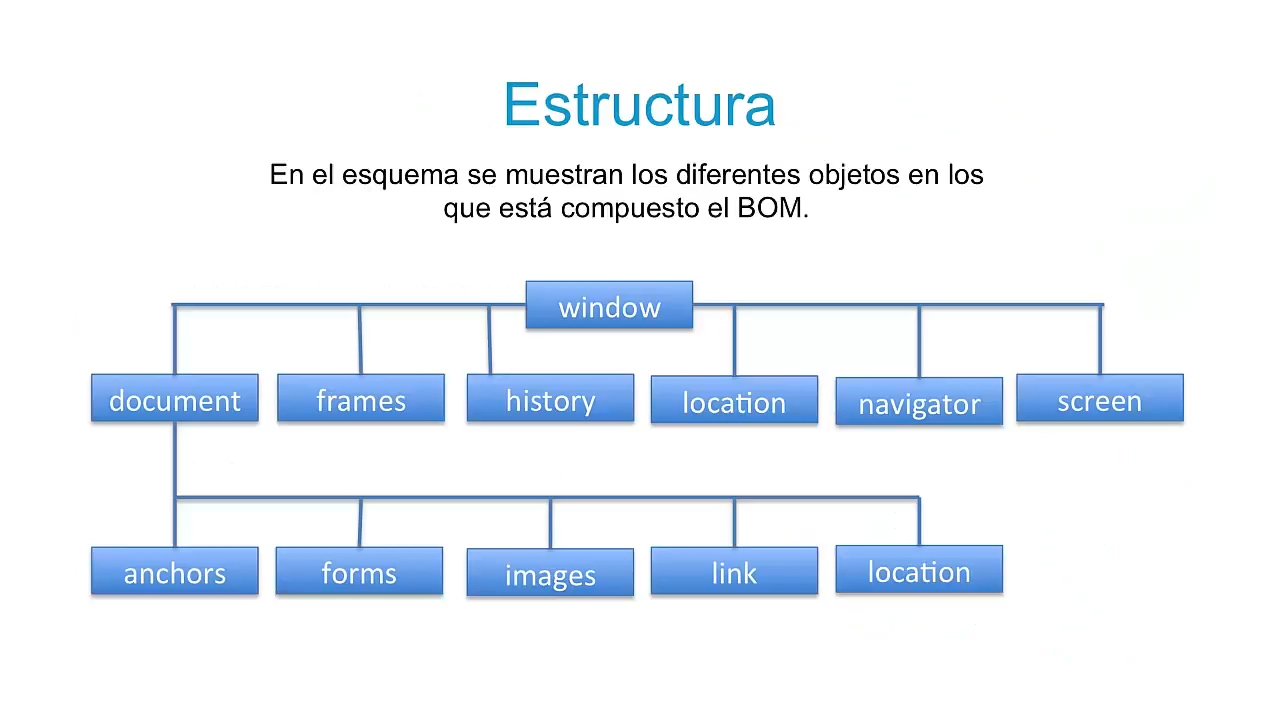 Estructura
En el esquema se muestran los diferentes objetos en los
que está compuesto el BOM.
window
document
frames
history
location
navigator
screen
anchors
forms
images
link
location